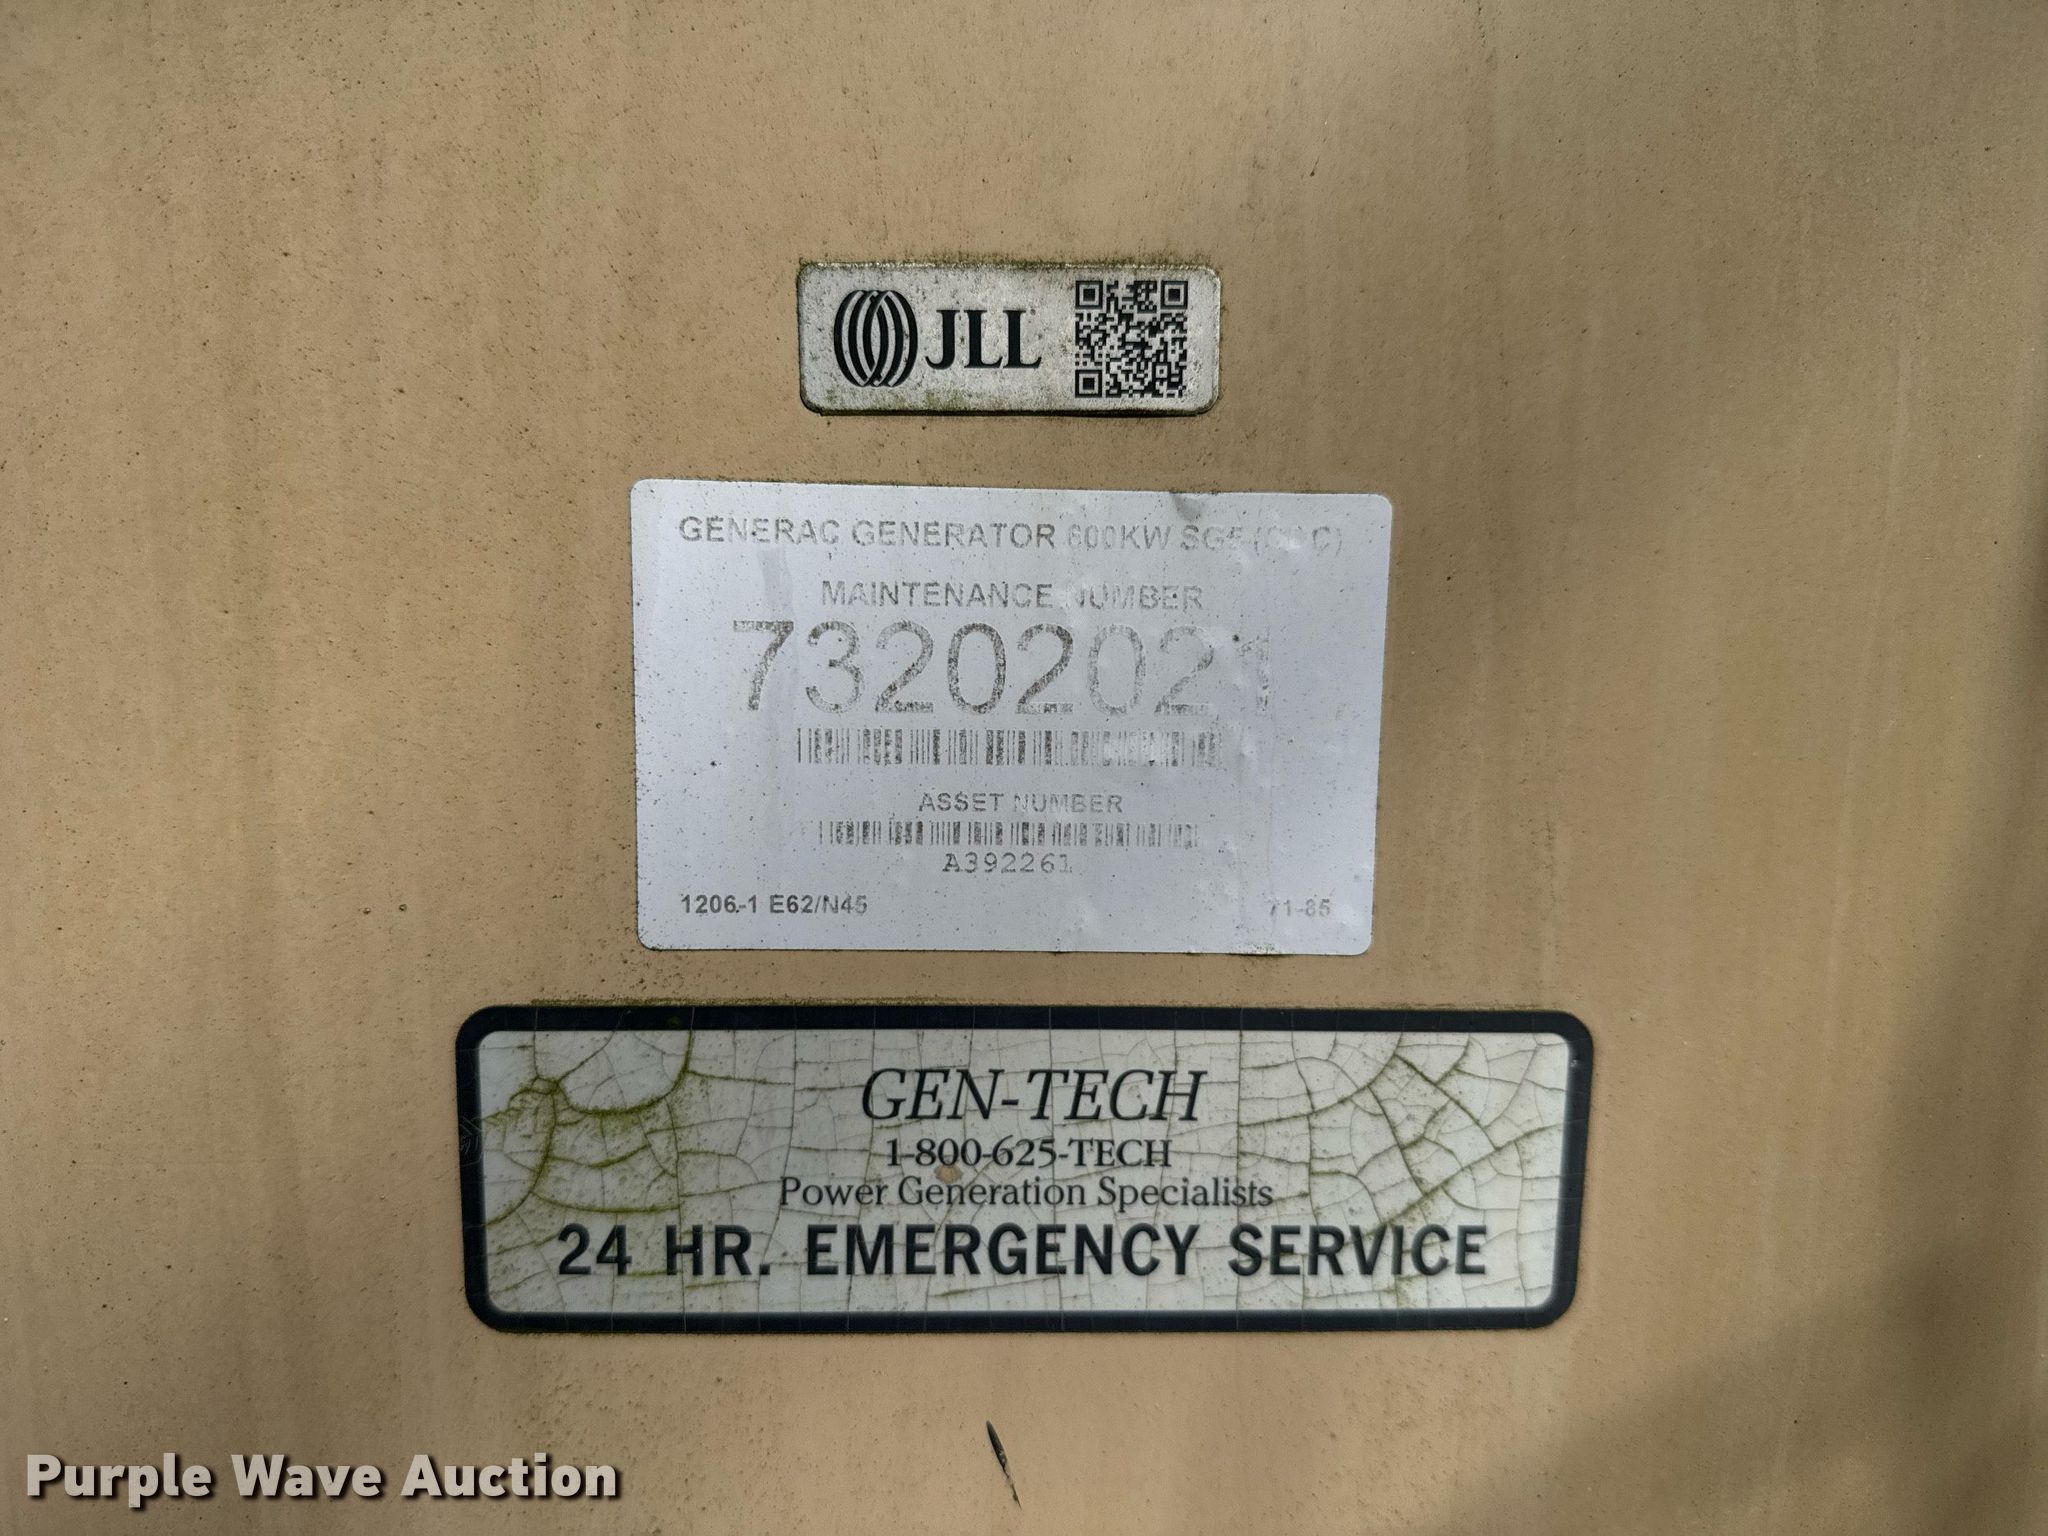 JLL
GENERAC GENERATOR 600KW SG5
MAINTENANCE NUMBER
73202021
ASSET NUMBER
A392261
1206-1 E62/N45
71-85
GEN-TECH
1-800-625-TECH
Power Generation Specialists
24 HR. EMERGENCY SERVICE
Purple Wave Auction